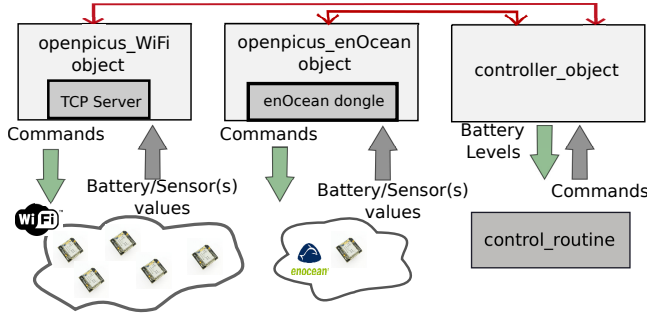 openpicus_WiFi
object
TCP Server
openpicus_enOcean
object
enOcean dongle
controller_object
Commands
Battery/Sensor(s)
values
Commands
Battery/Sensor(s)
values
Battery
Levels
Commands
WiFi
enocean®
control_routine